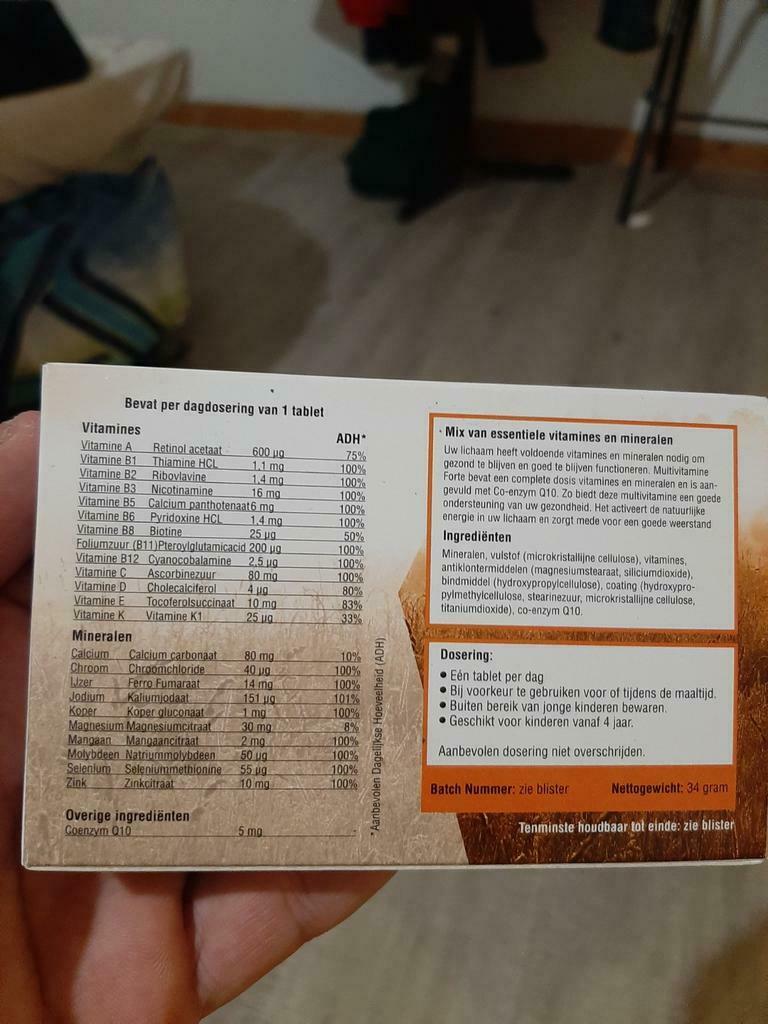 Bevat per dagdosering van 1 tablet
Vitamines ADH*
Vitamine A Retinol acetaat 600 µg 75%
Vitamine B1 Thiamine HCL 1,1 mg 100%
Vitamine B2 Ribovlavine 1,4 mg 100%
Vitamine B3 Nicotinamine 16 mg 100%
Vitamine B5 Calcium panthotenaat 6 mg 100%
Vitamine B6 Pyridoxine HCL 1,4 mg 100%
Vitamine B8 Biotine 25 µg 50%
Foliumzuur (B11) Pteroylglutamicacid 200 µg 100%
Vitamine B12 Cyanocobalamine 2,5 µg 100%
Vitamine C Ascorbinezuur 80 mg 100%
Vitamine D Cholecalciferol 4 µg 80%
Vitamine E Tocoferolsuccinaat 10 mg 83%
Vitamine K Vitamine K1 25 µg 33%
Mineralen
Calcium Calcium carbonaat 80 mg 10%
Chroom Chroomchloride 40 µg 100%
IJzer Ferro Fumaraat 14 mg 100%
Jodium Kaliumjodaat 151 µg 101%
Koper Koper gluconaat 1 mg 100%
Magnesium Magnesiumcitraat 30 mg 8%
Mangaan Mangaancitraat 2 mg 100%
Molybdeen Natriummolybdeen 50 µg 100%
Selenium Seleniummethionine 55 µg 100%
Zink Zinkcitraat 10 mg 100%
Overige ingrediënten
Coenzym Q10 5 mg -
*Aanbevolen Dagelijkse Hoeveelheid (ADH)
Mix van essentiele vitamines en mineralen
Uw lichaam heeft voldoende vitamines en mineralen nodig om
gezond te blijven en goed te blijven functioneren. Multivitamine
Forte bevat een complete dosis vitamines en mineralen en is aan-
gevuld met Co-enzym Q10. Zo biedt deze multivitamine een goede
ondersteuning van uw gezondheid. Het activeert de natuurlijke
energie in uw lichaam en zorgt mede voor een goede weerstand
Ingrediënten
Mineralen, vulstof (microkristallijne cellulose), vitamines,
antiklontermiddelen (magnesiumstearaat, siliciumdioxide),
bindmiddel (hydroxypropylcellulose), coating (hydroxypro-
pylmethylcellulose, stearinezuur, microkristallijne cellulose,
titaniumdioxide), co-enzym Q10.
Dosering:
● Eén tablet per dag
● Bij voorkeur te gebruiken voor of tijdens de maaltijd.
● Buiten bereik van jonge kinderen bewaren.
● Geschikt voor kinderen vanaf 4 jaar.
Aanbevolen dosering niet overschrijden.
Batch Nummer: zie blister Nettogewicht: 34 gram
Tenminste houdbaar tot einde: zie blister